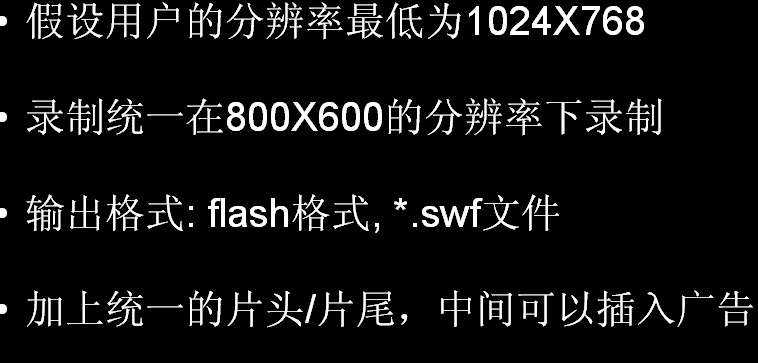 • 假设用户的分辨率最低为1024X768
• 录制统一在800X600的分辨率下录制
• 输出格式: flash格式, *.swf文件
• 加上统一的片头/片尾，中间可以插入广告